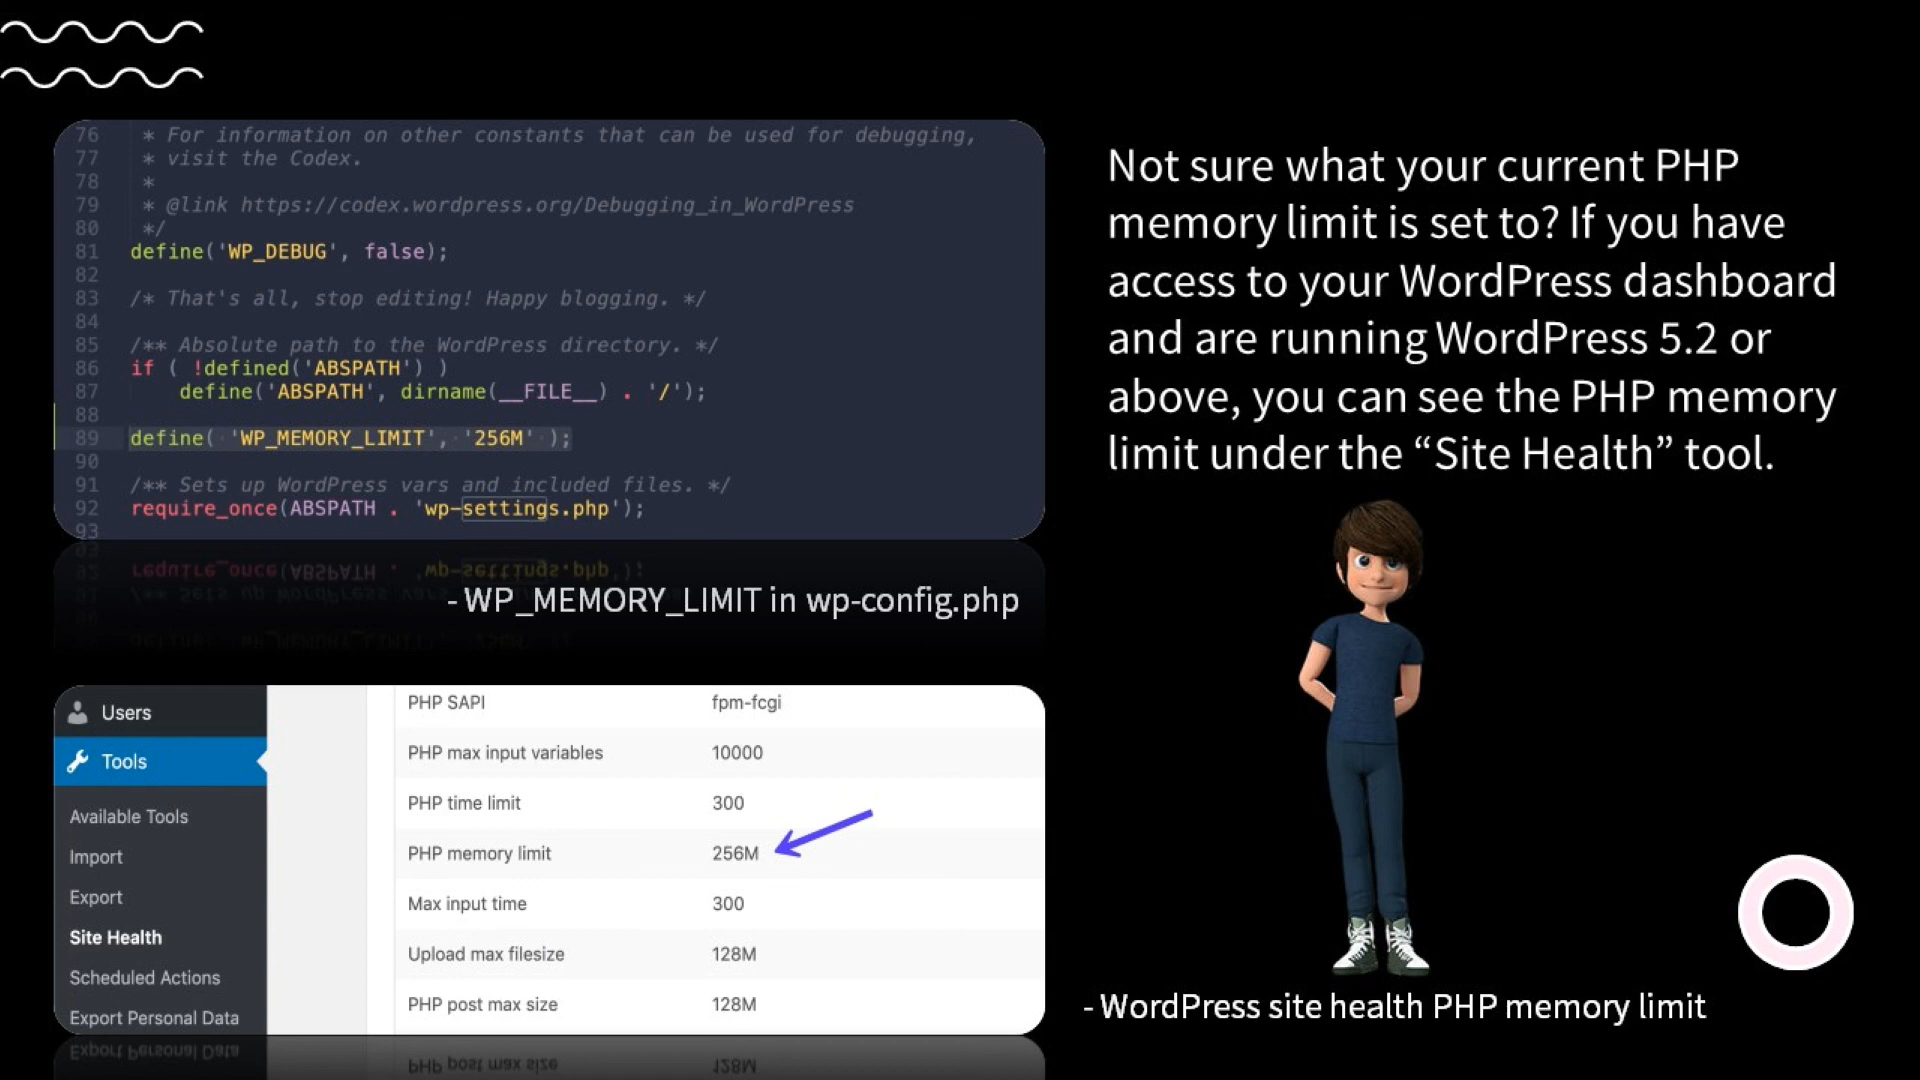 76 * For information on other constants that can be used for debugging,
77 * visit the Codex.
78 *
79 * @link https://codex.wordpress.org/Debugging_in_WordPress
80 */
81 define('WP_DEBUG', false);
82
83 /* That's all, stop editing! Happy blogging. */
84
85 /** Absolute path to the WordPress directory. */
86 if ( !defined('ABSPATH') )
87 define('ABSPATH', dirname(__FILE__) . '/');
88
89 define( 'WP_MEMORY_LIMIT', '256M' );
90
91 /** Sets up WordPress vars and included files. */
92 require_once(ABSPATH . 'wp-settings.php');
93
- WP_MEMORY_LIMIT in wp-config.php
Not sure what your current PHP
memory limit is set to? If you have
access to your WordPress dashboard
and are running WordPress 5.2 or
above, you can see the PHP memory
limit under the “Site Health” tool.
Users
Tools
Available Tools
Import
Export
Site Health
Scheduled Actions
Export Personal Data
PHP SAPI fpm-fcgi
PHP max input variables 10000
PHP time limit 300
PHP memory limit 256M
Max input time 300
Upload max filesize 128M
PHP post max size 128M
- WordPress site health PHP memory limit